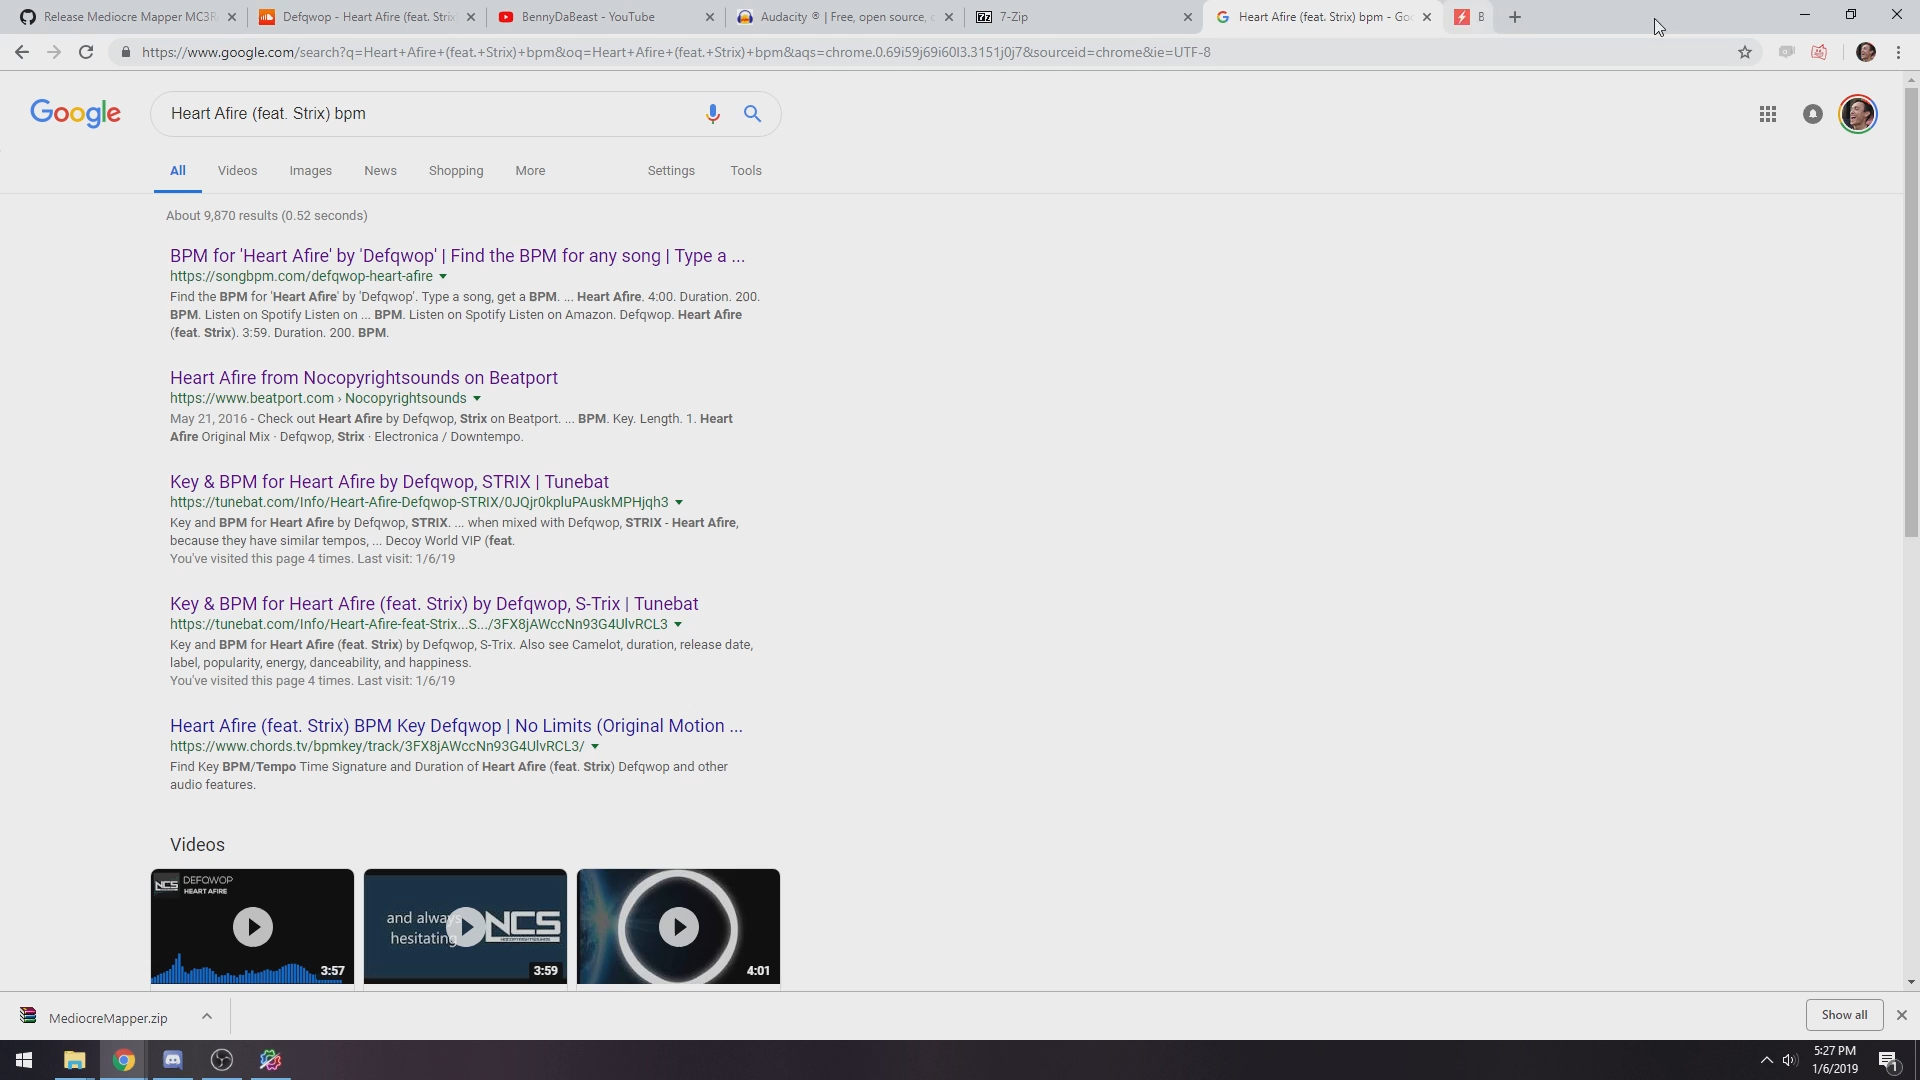 Release Mediocre Mapper MC3R
Defqwop - Heart Afire (feat. Strix
BennyDaBeast - YouTube
Audacity ® | Free, open source, c
7-Zip
Heart Afire (feat. Strix) bpm - Goo
B
https://www.google.com/search?q=Heart+Afire+(feat.+Strix)+bpm&oq=Heart+Afire+(feat.+Strix)+bpm&aqs=chrome.0.69i59j69i60l3.3151j0j7&sourceid=chrome&ie=UTF-8
Google
Heart Afire (feat. Strix) bpm
All Videos Images News Shopping More Settings Tools
About 9,870 results (0.52 seconds)
BPM for 'Heart Afire' by 'Defqwop' | Find the BPM for any song | Type a ...
https://songbpm.com/defqwop-heart-afire
Find the BPM for 'Heart Afire' by 'Defqwop'. Type a song, get a BPM. ... Heart Afire. 4:00. Duration. 200.
BPM. Listen on Spotify Listen on ... BPM. Listen on Spotify Listen on Amazon. Defqwop. Heart Afire
(feat. Strix). 3:59. Duration. 200. BPM.
Heart Afire from Nocopyrightsounds on Beatport
https://www.beatport.com › Nocopyrightsounds
May 21, 2016 - Check out Heart Afire by Defqwop, Strix on Beatport. ... BPM. Key. Length. 1. Heart
Afire Original Mix · Defqwop, Strix · Electronica / Downtempo.
Key & BPM for Heart Afire by Defqwop, STRIX | Tunebat
https://tunebat.com/Info/Heart-Afire-Defqwop-STRIX/0JQjr0kpluPAuskMPHjqh3
Key and BPM for Heart Afire by Defqwop, STRIX. ... when mixed with Defqwop, STRIX - Heart Afire,
because they have similar tempos, ... Decoy World VIP (feat.
You've visited this page 4 times. Last visit: 1/6/19
Key & BPM for Heart Afire (feat. Strix) by Defqwop, S-Trix | Tunebat
https://tunebat.com/Info/Heart-Afire-feat-Strix...S.../3FX8jAWccNn93G4UlvRCL3
Key and BPM for Heart Afire (feat. Strix) by Defqwop, S-Trix. Also see Camelot, duration, release date,
label, popularity, energy, danceability, and happiness.
You've visited this page 4 times. Last visit: 1/6/19
Heart Afire (feat. Strix) BPM Key Defqwop | No Limits (Original Motion ...
https://www.chords.tv/bpmkey/track/3FX8jAWccNn93G4UlvRCL3/
Find Key BPM/Tempo Time Signature and Duration of Heart Afire (feat. Strix) Defqwop and other
audio features.
Videos
NCS
DEFQWOP
HEART AFIRE
3:57
and always
hesitating
NCS
NOCOPYRIGHTSOUNDS
3:59
4:01
MediocreMapper.zip
Show all
5:27 PM
1/6/2019
1